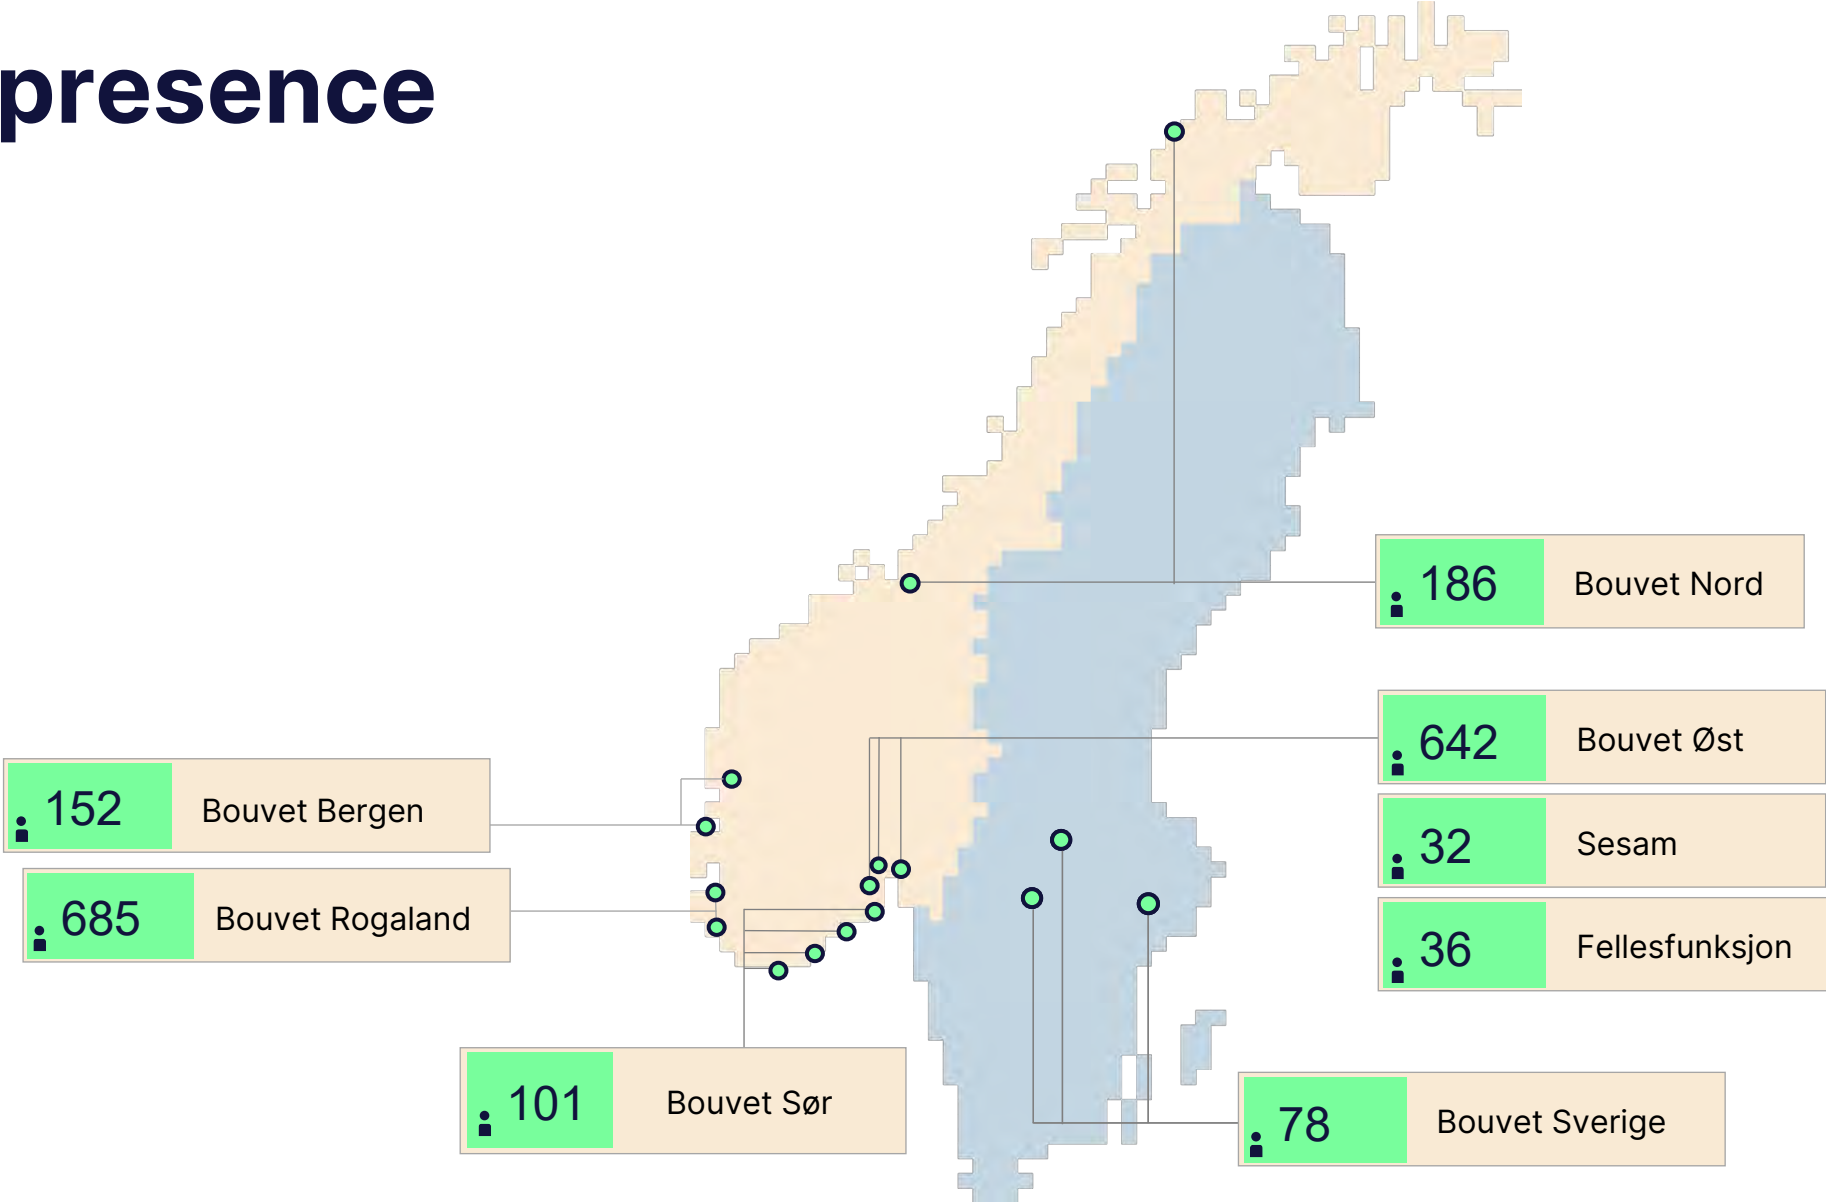 presence
186 Bouvet Nord
642 Bouvet Øst
152 Bouvet Bergen
32 Sesam
685 Bouvet Rogaland
36 Fellesfunksjon
101 Bouvet Sør
78 Bouvet Sverige